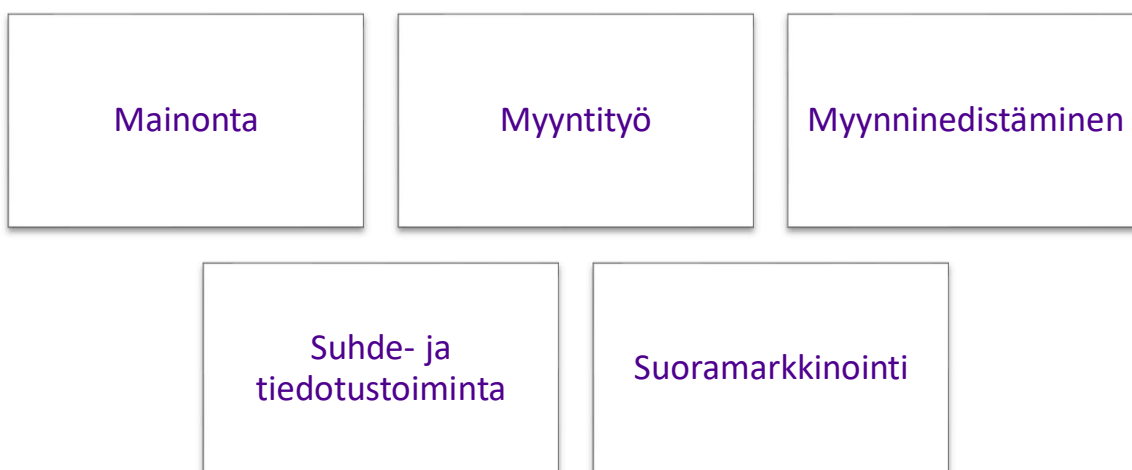 Mainonta
Myyntityö
Myynninedistäminen
Suhde- ja
tiedotustoiminta
Suoramarkkinointi